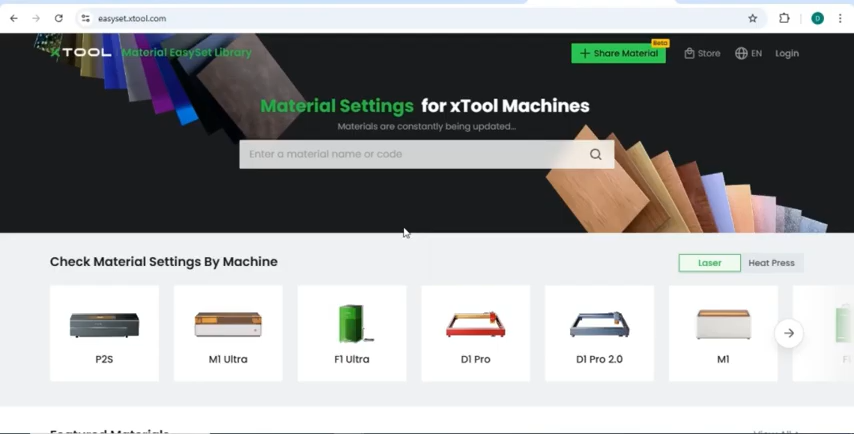 easyset.xtool.com
D
XTOOL Material EasySet Library
+ Share Material
Beta
Store
EN
Login
Material Settings for xTool Machines
Materials are constantly being updated...
Enter a material name or code
Check Material Settings By Machine
Laser
Heat Press
P2S
M1 Ultra
F1 Ultra
D1 Pro
D1 Pro 2.0
M1
Featured Materials